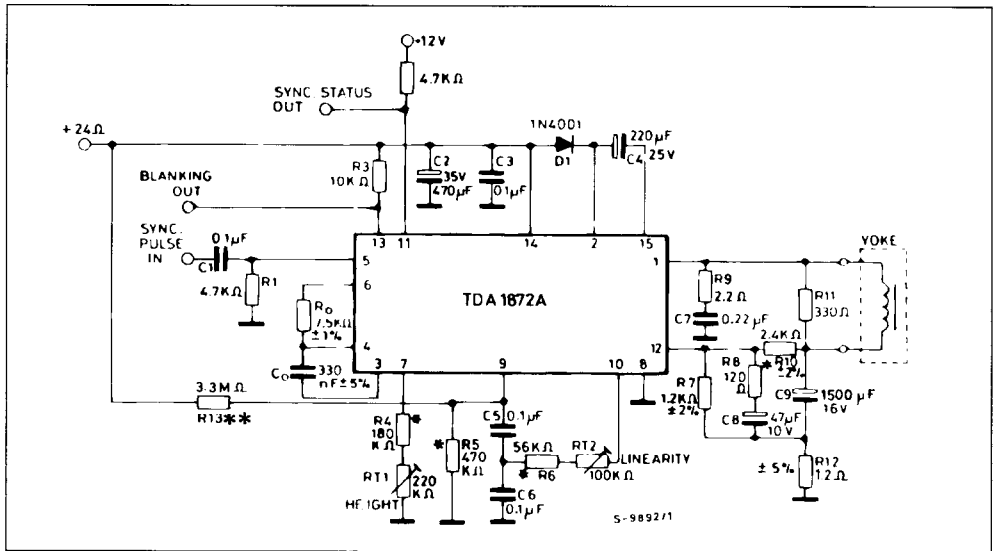 +12V
4.7KΩ
SYNC. STATUS
OUT
+24Ω
1N4001
D1
220µF
C4
25V
R3
10KΩ
C2
35V
470µF
C3
0.1µF
BLANKING
OUT
SYNC.
PULSE
IN
0.1µF
C1
4.7KΩ
R1
13
11
14
2
15
5
6
4
3
7
9
10
8
1
12
TDA1872A
Ro
7.5KΩ
±1%
Co
330
nF±5%
3.3MΩ
R13**
R4*
180
KΩ
RT1
220
KΩ
HEIGHT
*R5
470
KΩ
C5
0.1µF
56KΩ
*R6
RT2
100KΩ
LINEARITY
C6
0.1µF
YOKE
R9
2.2Ω
C7
0.22µF
R11
330Ω
2.4KΩ
R10
±2%
R8*
120
Ω
R7
1.2KΩ
±2%
C8
47µF
10V
C9
1500µF
16V
±5%
R12
1.2Ω
S-9892/1